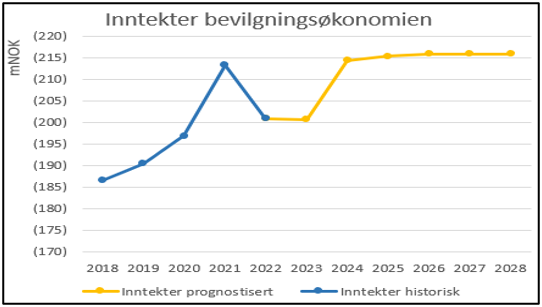 Inntekter bevilgningsøkonomien
mNOK
(220)
(215)
(210)
(205)
(200)
(195)
(190)
(185)
(180)
(175)
(170)
2018 2019 2020 2021 2022 2023 2024 2025 2026 2027 2028
Inntekter prognostisert Inntekter historisk